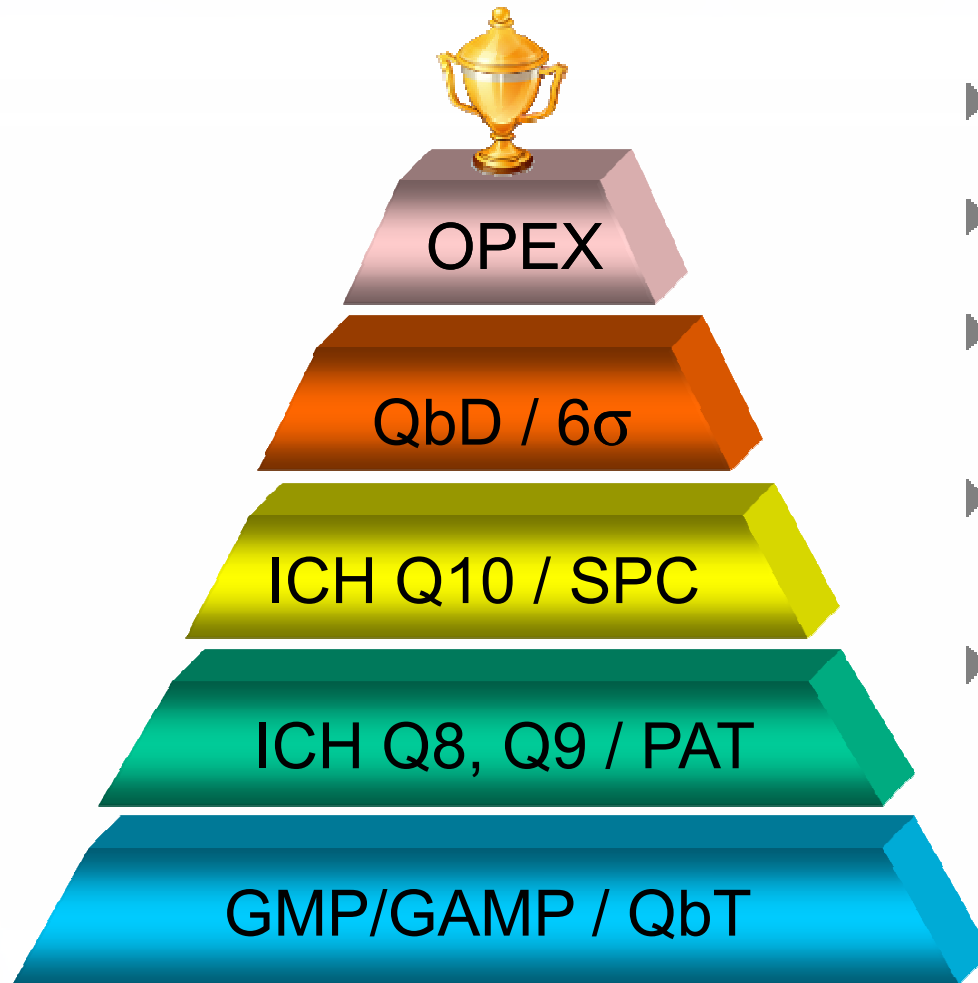 OPEX
QbD / 6σ
ICH Q10 / SPC
ICH Q8, Q9 / PAT
GMP/GAMP / QbT